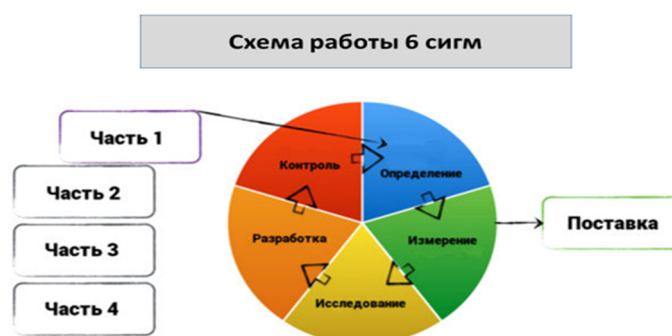 Схема работы 6 сигм
Часть 1
Часть 2
Часть 3
Часть 4
Контроль
Определение
Разработка
Измерение
Исследование
Поставка